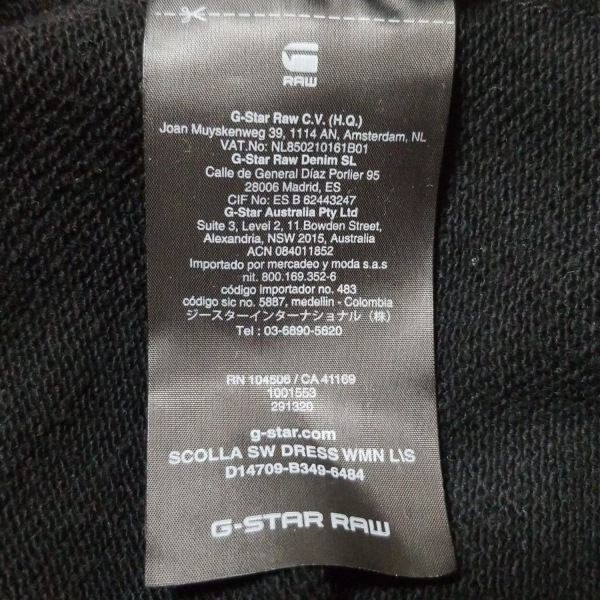 RAW
G-Star Raw C.V. (H.Q.)
Joan Muyskenweg 39, 1114 AN, Amsterdam, NL
VAT.No: NL850210161B01
G-Star Raw Denim SL
Calle de General Díaz Porlier 95
28006 Madrid, ES
CIF No: ES B 62443247
G-Star Australia Pty Ltd
Suite 3, Level 2, 11 Bowden Street,
Alexandria, NSW 2015, Australia
ACN 084011852
Importado por mercadeo y moda s.a.s
nit. 800.169.352-6
código importador no. 483
código sic no. 5887, medellin - Colombia
ジースターインターナショナル（株）
Tel : 03-6890-5620
RN 104506 / CA 41169
1001553
291320
g-star.com
SCOLLA SW DRESS WMN L\S
D14709-B349-6484
G-STAR RAW